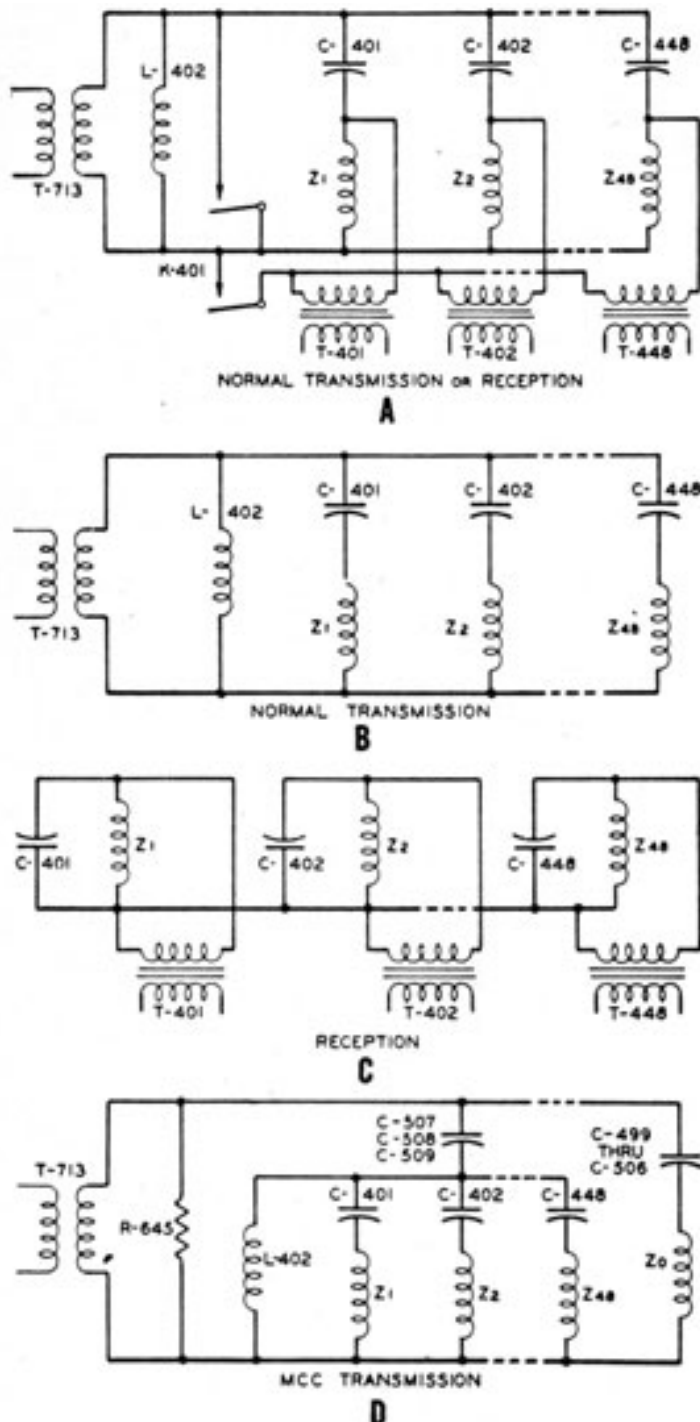 C- 401 C- 402 C- 448
L- 402
T-713
Z1 Z2 Z48
K-401
T-401 T-402 T-448
NORMAL TRANSMISSION OR RECEPTION
A
L- 402 C- 401 C- 402 C- 448
T-713
Z1 Z2 Z48
NORMAL TRANSMISSION
B
Z1 Z2 Z48
C- 401 C- 402 C- 448
T-401 T-402 T-448
RECEPTION
C
C-507
C-508
C-509
C-499
THRU
C-506
T-713
C- 401 C- 402 C- 448
R-645
L-402
Z1 Z2 Z48 Z0
MCC TRANSMISSION
D